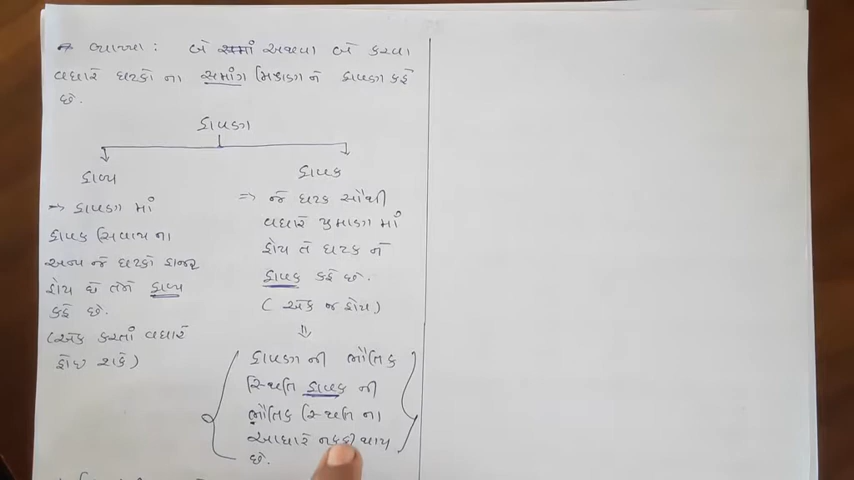 → વ્યાખ્યા : બે અથવા બે કરતા
વધારે ઘટકો ના સમાંગ મિશ્રણ ને દ્રાવણ કહે
છે.
દ્રાવણ
દ્રાવ્ય
→ દ્રાવણ માં
દ્રાવક સિવાય ના
અન્ય જે ઘટકો હાજર
હોય છે તેને દ્રાવ્ય
કહે છે.
(એક કરતાં વધારે
હોઇ શકે)
દ્રાવક
⇒ જે ઘટક સૌથી
વધારે પ્રમાણ માં
હોય તે ઘટક ને
દ્રાવક કહે છે.
( એક જ હોય)
⇓
દ્રાવણ ની ભૌતિક
સ્થિતિ દ્રાવક ની
ભૌતિક સ્થિતિ ના
આધારે નક્કી થાય
છે.